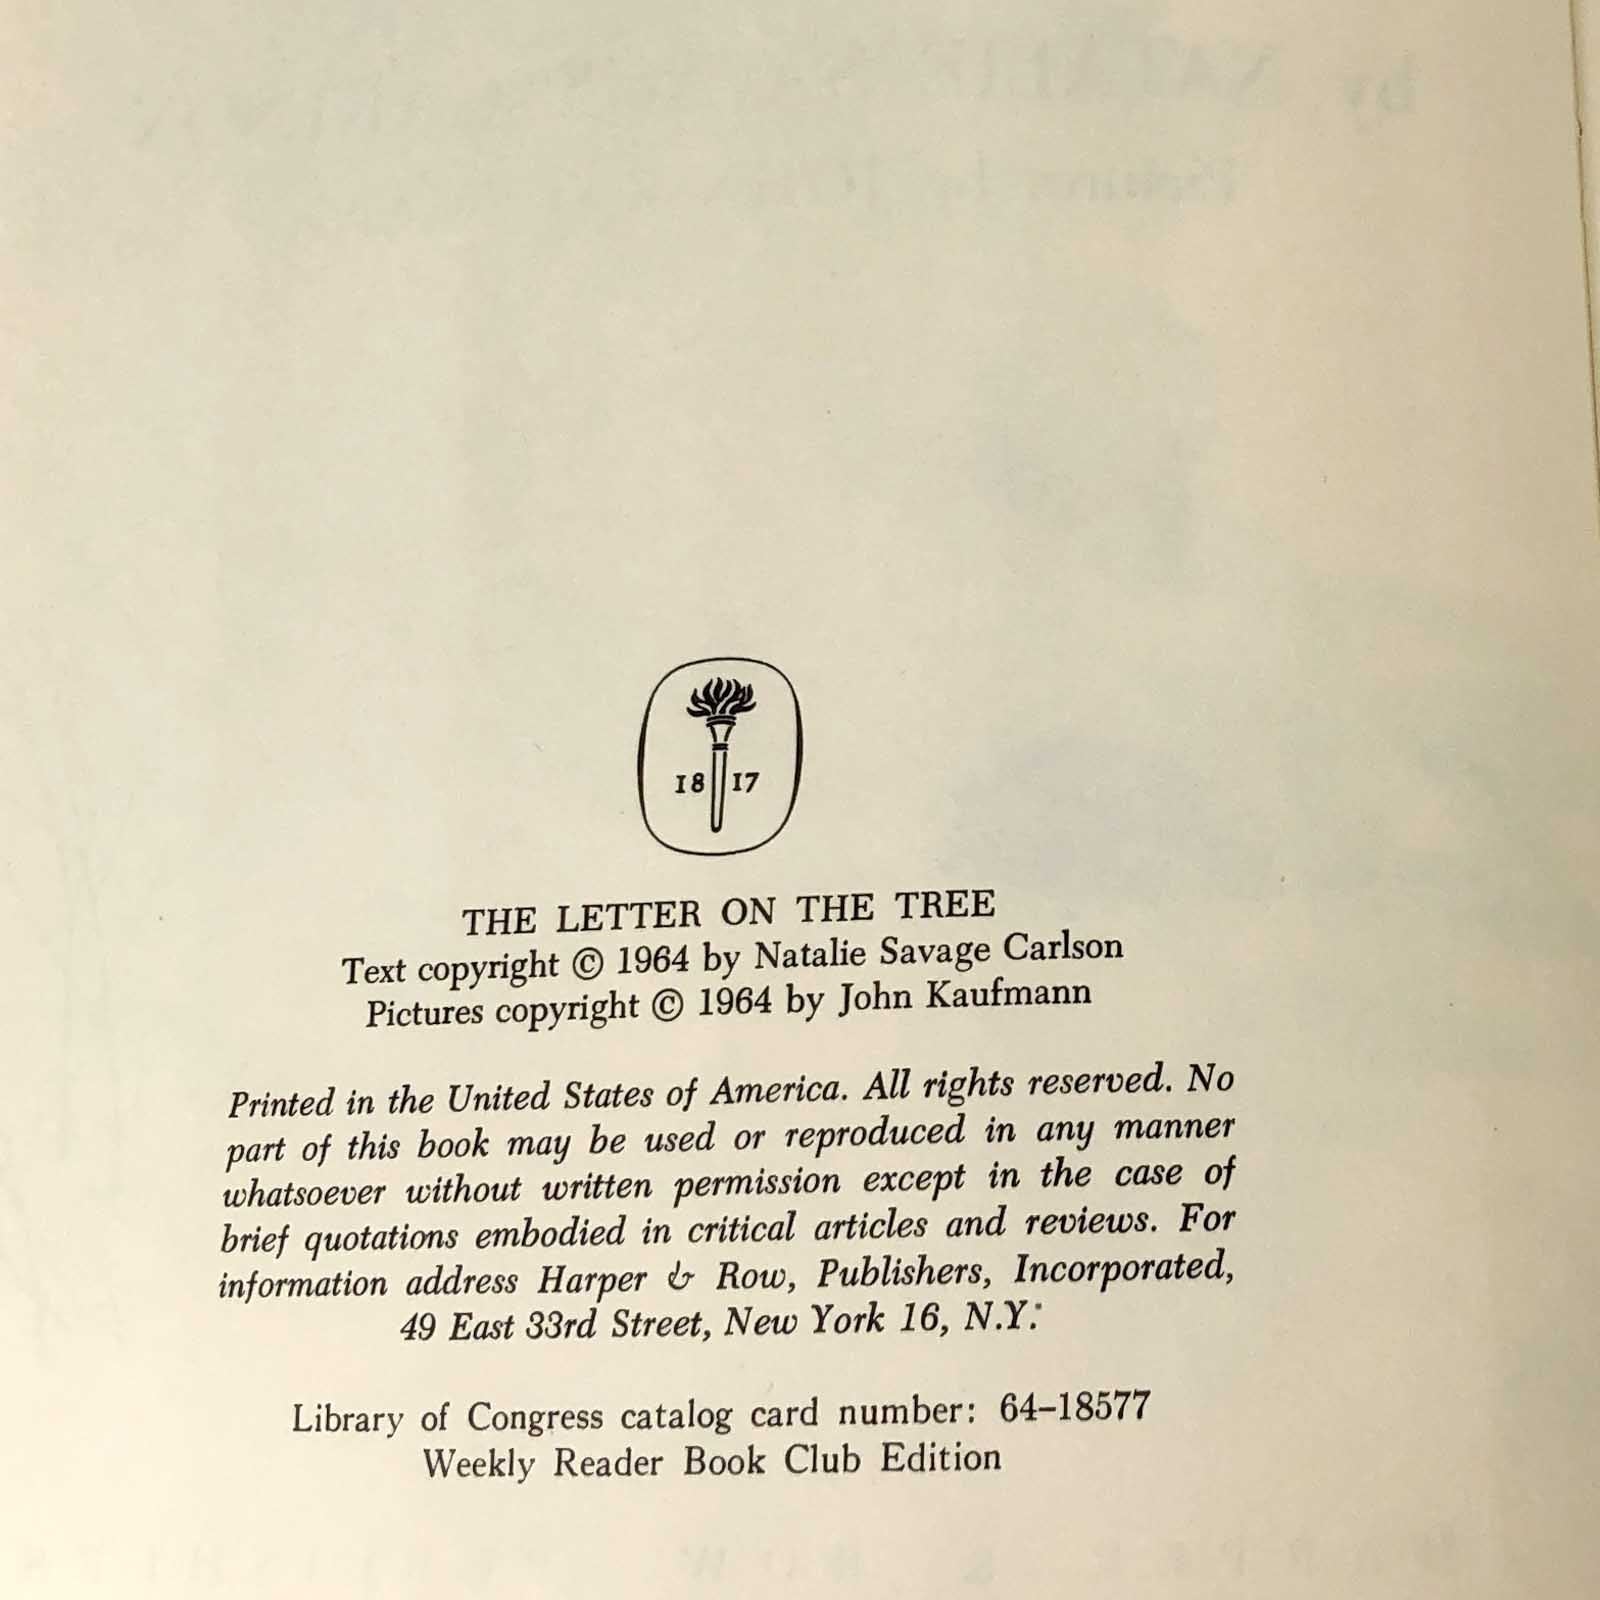 18 17
THE LETTER ON THE TREE
Text copyright © 1964 by Natalie Savage Carlson
Pictures copyright © 1964 by John Kaufmann
Printed in the United States of America. All rights reserved. No
part of this book may be used or reproduced in any manner
whatsoever without written permission except in the case of
brief quotations embodied in critical articles and reviews. For
information address Harper & Row, Publishers, Incorporated,
49 East 33rd Street, New York 16, N.Y.
Library of Congress catalog card number: 64–18577
Weekly Reader Book Club Edition